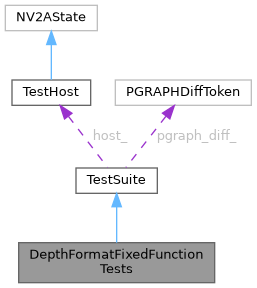 NV2AState
TestHost
PGRAPHDiffToken
host_
pgraph_diff_
TestSuite
DepthFormatFixedFunction
Tests